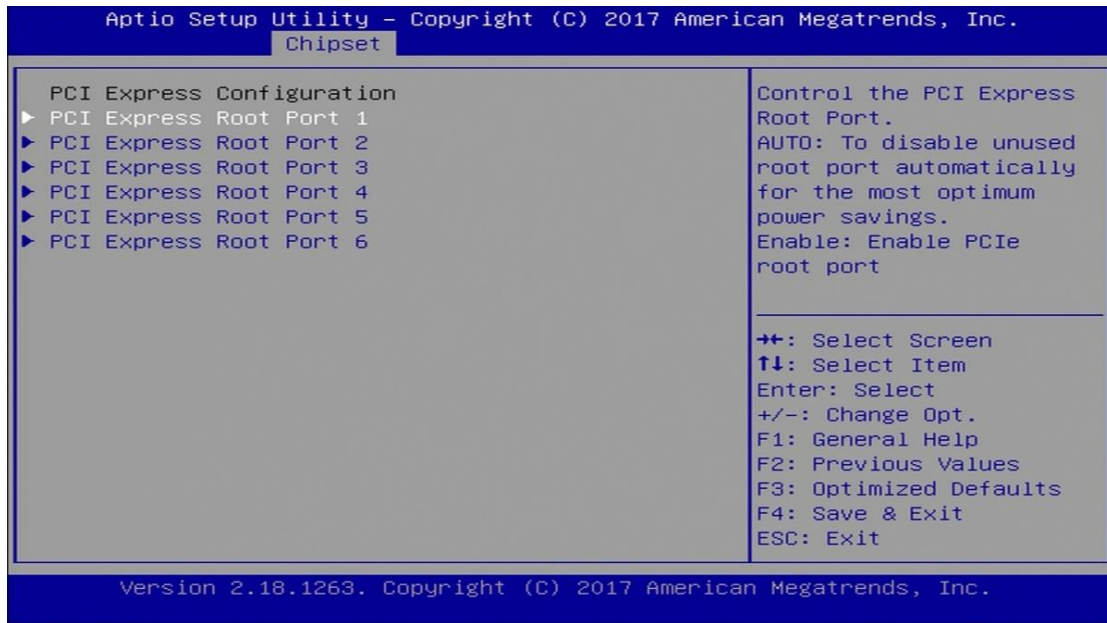 Aptio Setup Utility – Copyright (C) 2017 American Megatrends, Inc.
Chipset
PCI Express Configuration
► PCI Express Root Port 1
► PCI Express Root Port 2
► PCI Express Root Port 3
► PCI Express Root Port 4
► PCI Express Root Port 5
► PCI Express Root Port 6
Control the PCI Express
Root Port.
AUTO: To disable unused
root port automatically
for the most optimum
power savings.
Enable: Enable PCIe
root port
→←: Select Screen
↑↓: Select Item
Enter: Select
+/-: Change Opt.
F1: General Help
F2: Previous Values
F3: Optimized Defaults
F4: Save & Exit
ESC: Exit
Version 2.18.1263. Copyright (C) 2017 American Megatrends, Inc.